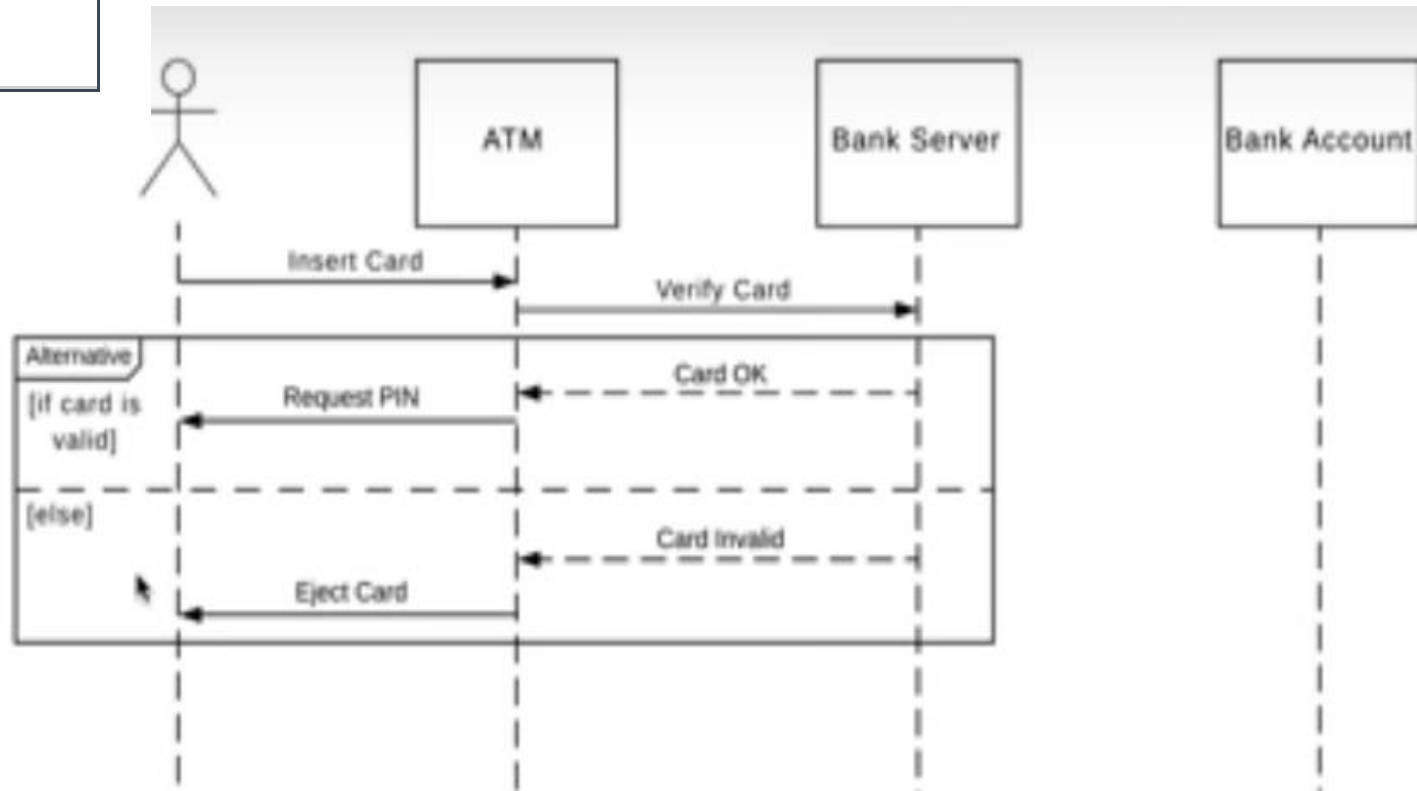 ATM
Bank Server
Bank Account
Insert Card
Verify Card
Alternative
Card OK
[if card is
valid]
Request PIN
[else]
Card Invalid
Eject Card